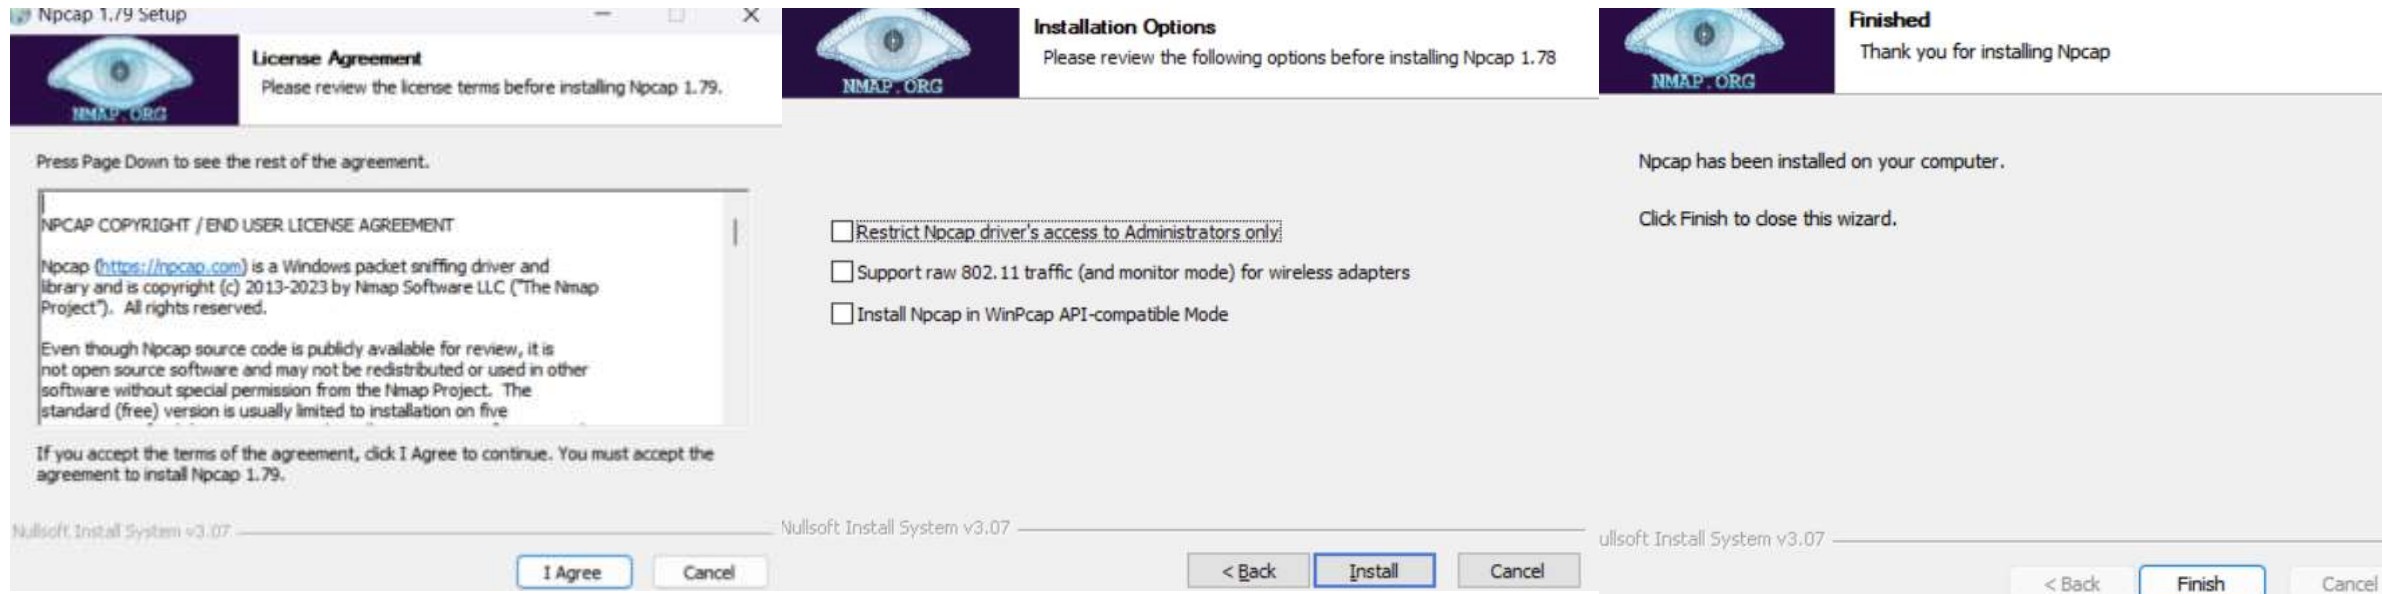 Npcap 1.79 Setup
NMAP.ORG
License Agreement
Please review the license terms before installing Npcap 1.79.
Press Page Down to see the rest of the agreement.
NPCAP COPYRIGHT / END USER LICENSE AGREEMENT
Npcap (https://npcap.com) is a Windows packet sniffing driver and
library and is copyright (c) 2013-2023 by Nmap Software LLC ("The Nmap
Project").  All rights reserved.
Even though Npcap source code is publicly available for review, it is
not open source software and may not be redistributed or used in other
software without special permission from the Nmap Project.  The
standard (free) version is usually limited to installation on five
If you accept the terms of the agreement, click I Agree to continue. You must accept the
agreement to install Npcap 1.79.
Nullsoft Install System v3.07
I Agree
Cancel
NMAP.ORG
Installation Options
Please review the following options before installing Npcap 1.78
Restrict Npcap driver's access to Administrators only
Support raw 802.11 traffic (and monitor mode) for wireless adapters
Install Npcap in WinPcap API-compatible Mode
Nullsoft Install System v3.07
< Back
Install
Cancel
NMAP.ORG
Finished
Thank you for installing Npcap
Npcap has been installed on your computer.
Click Finish to close this wizard.
ullsoft Install System v3.07
< Back
Finish
Cancel